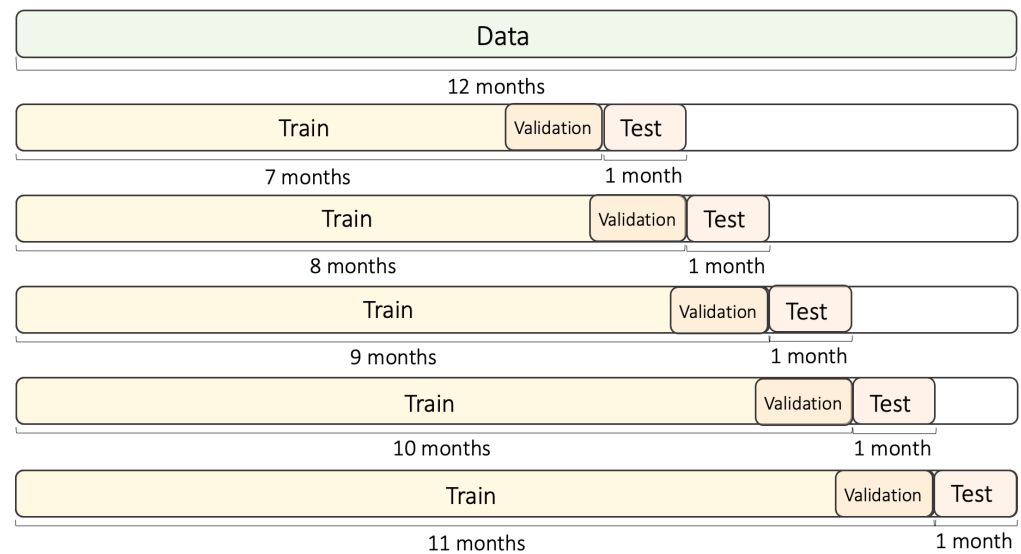 Data
12 months
Train Validation Test
7 months 1 month
Train Validation Test
8 months 1 month
Train Validation Test
9 months 1 month
Train Validation Test
10 months 1 month
Train Validation Test
11 months 1 month